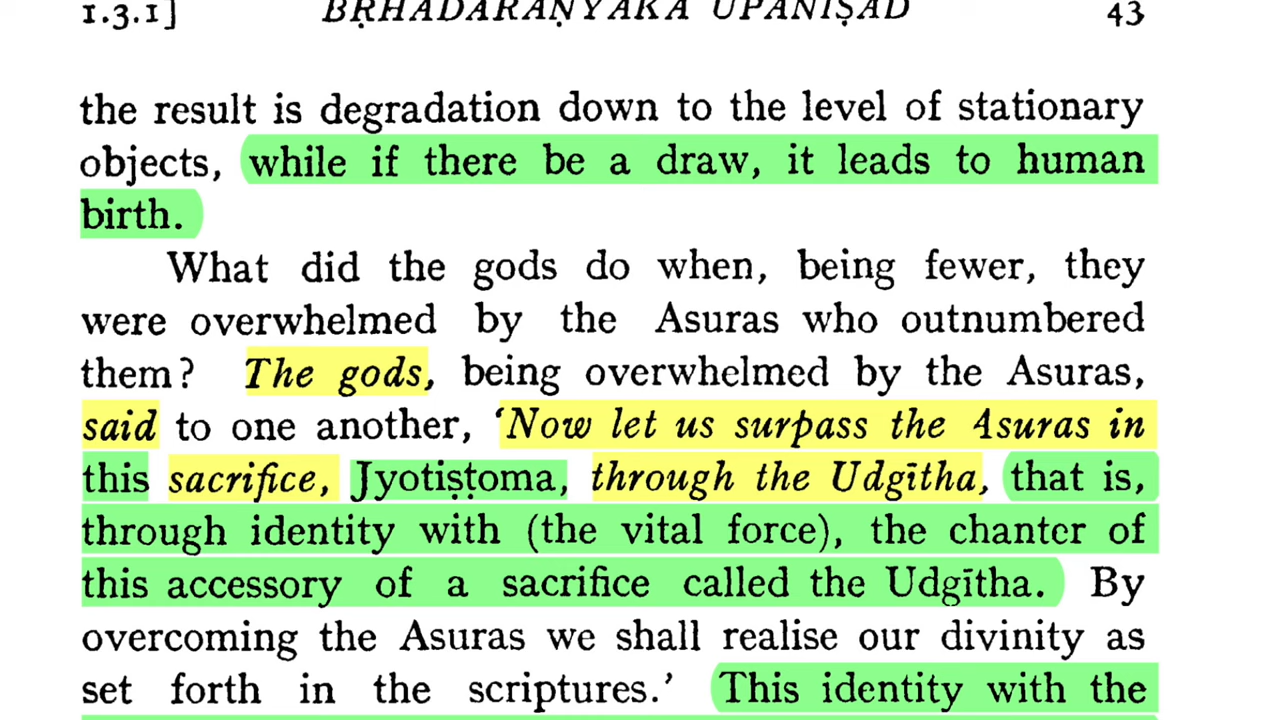 1.3.1] BṚHADĀRAṆYAKA UPANIṢAD 43
the result is degradation down to the level of stationary
objects, while if there be a draw, it leads to human
birth.
What did the gods do when, being fewer, they
were overwhelmed by the Asuras who outnumbered
them? The gods, being overwhelmed by the Asuras,
said to one another, ‘Now let us surpass the Asuras in
this sacrifice, Jyotiṣṭoma, through the Udgītha, that is,
through identity with (the vital force), the chanter of
this accessory of a sacrifice called the Udgītha. By
overcoming the Asuras we shall realise our divinity as
set forth in the scriptures.’ This identity with the